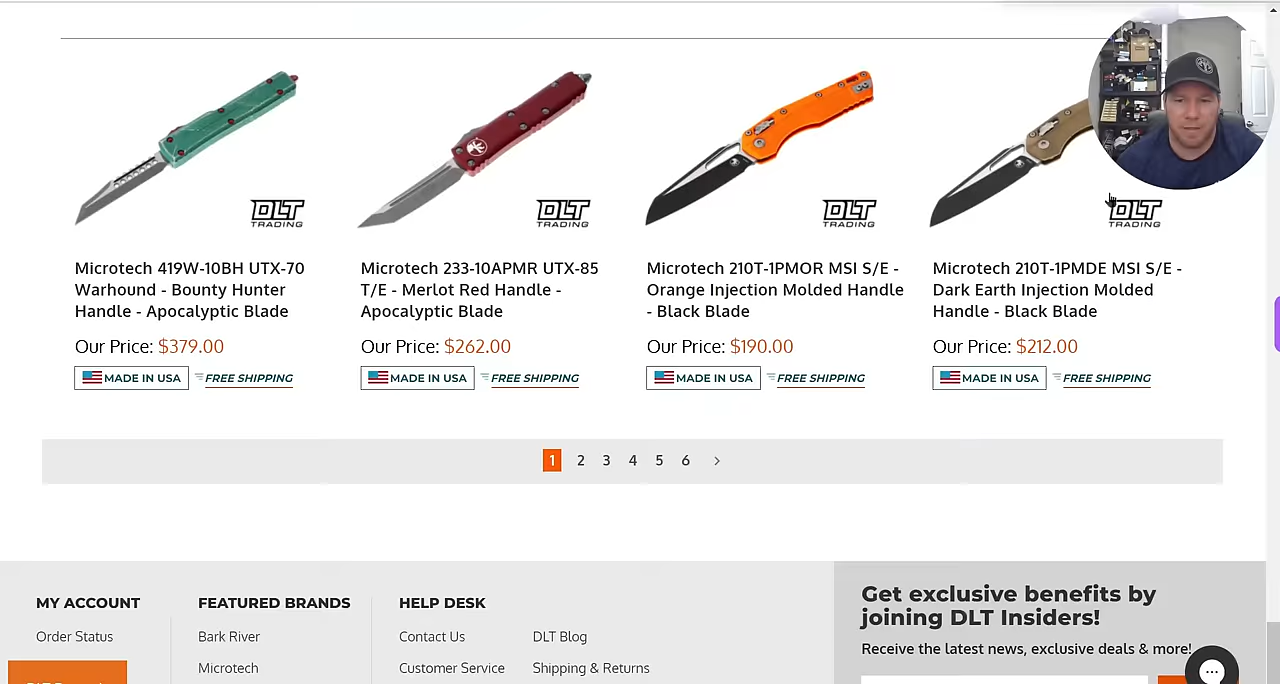 DLT
TRADING
DLT
TRADING
DLT
TRADING
DLT
TRADING
Microtech 419W-10BH UTX-70
Warhound - Bounty Hunter
Handle - Apocalyptic Blade
Our Price: $379.00
MADE IN USA FREE SHIPPING
Microtech 233-10APMR UTX-85
T/E - Merlot Red Handle -
Apocalyptic Blade
Our Price: $262.00
MADE IN USA FREE SHIPPING
Microtech 210T-1PMOR MSI S/E -
Orange Injection Molded Handle
- Black Blade
Our Price: $190.00
MADE IN USA FREE SHIPPING
Microtech 210T-1PMDE MSI S/E -
Dark Earth Injection Molded
Handle - Black Blade
Our Price: $212.00
MADE IN USA FREE SHIPPING
1 2 3 4 5 6 >
MY ACCOUNT
Order Status
FEATURED BRANDS
Bark River
Microtech
HELP DESK
Contact Us
Customer Service
DLT Blog
Shipping & Returns
Get exclusive benefits by
joining DLT Insiders!
Receive the latest news, exclusive deals & more!